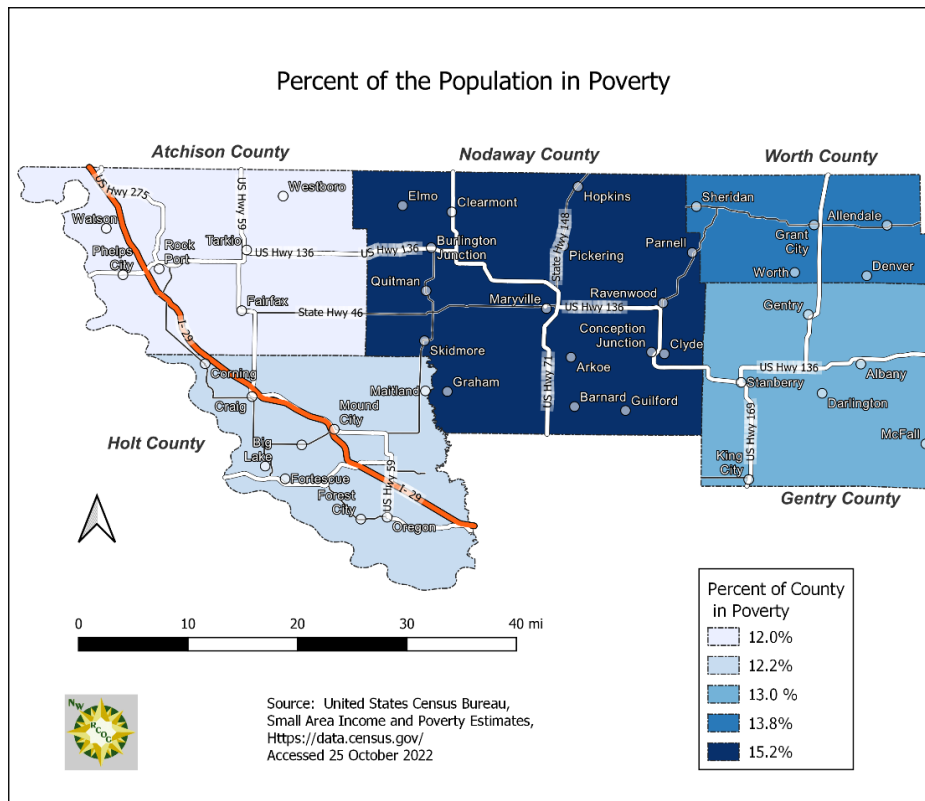 Percent of the Population in Poverty
Atchison County
Nodaway County
Worth County
US Hwy 275
US Hwy 59
Westboro
Watson
Tarkio
US Hwy 136
US Hwy 136
Phelps
City
Rock
Port
Fairfax
State Hwy 46
I- 29
Elmo
Clearmont
Hopkins
State Hwy 148
Burlington
Junction
Pickering
Parnell
Quitman
Maryville
Ravenwood
US Hwy 136
Conception
Junction
Clyde
Skidmore
US Hwy 71
Arkoe
Graham
Barnard
Guilford
Sheridan
Grant
City
Allendale
Worth
Denver
Gentry
US Hwy 136
Stanberry
Albany
Darlington
US Hwy 169
McFall
King
City
Gentry County
Corning
Craig
Maitland
Mound
City
Holt County
Big
Lake
Fortescue
Forest
City
US Hwy 59
I- 29
Oregon
0 10 20 30 40 mi
Percent of County
in Poverty
12.0%
12.2%
13.0 %
13.8%
15.2%
NW
RCOG
Source: United States Census Bureau,
Small Area Income and Poverty Estimates,
Https://data.census.gov/
Accessed 25 October 2022